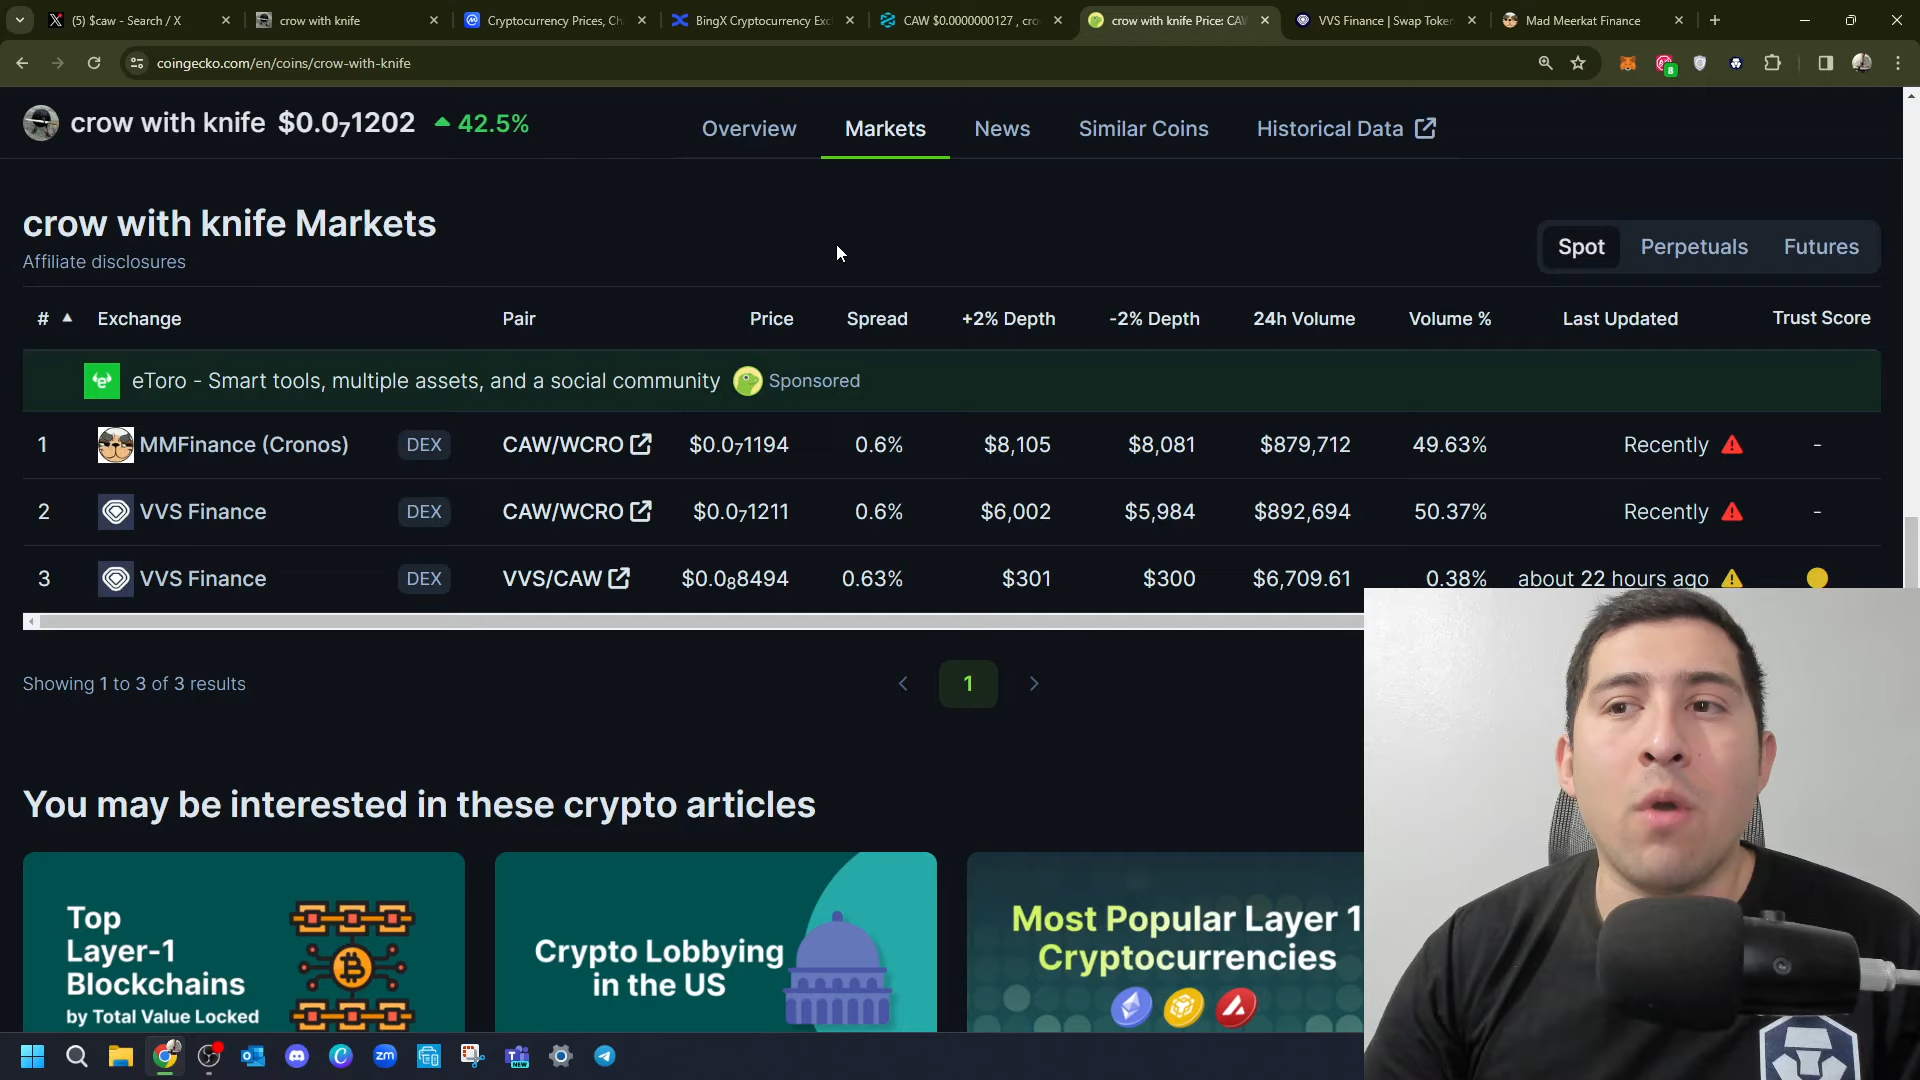 (5) $caw - Search / X
crow with knife
Cryptocurrency Prices, Ch
BingX Cryptocurrency Exc
CAW $0.0000000127 , cro
crow with knife Price: CAW
VVS Finance | Swap Token
Mad Meerkat Finance
coingecko.com/en/coins/crow-with-knife
8
crow with knife $0.0₇1202 ▲ 42.5%
Overview Markets News Similar Coins Historical Data
crow with knife Markets
Affiliate disclosures
Spot Perpetuals Futures
# ▲ Exchange Pair Price Spread +2% Depth -2% Depth 24h Volume Volume % Last Updated Trust Score
eToro - Smart tools, multiple assets, and a social community Sponsored
1 MMFinance (Cronos) DEX CAW/WCRO $0.0₇1194 0.6% $8,105 $8,081 $879,712 49.63% Recently -
2 VVS Finance DEX CAW/WCRO $0.0₇1211 0.6% $6,002 $5,984 $892,694 50.37% Recently -
3 VVS Finance DEX VVS/CAW $0.0₈8494 0.63% $301 $300 $6,709.61 0.38% about 22 hours ago
Showing 1 to 3 of 3 results
1
You may be interested in these crypto articles
Top
Layer-1
Blockchains
by Total Value Locked
Crypto Lobbying
in the US
Most Popular Layer 1
Cryptocurrencies
zm
NEW